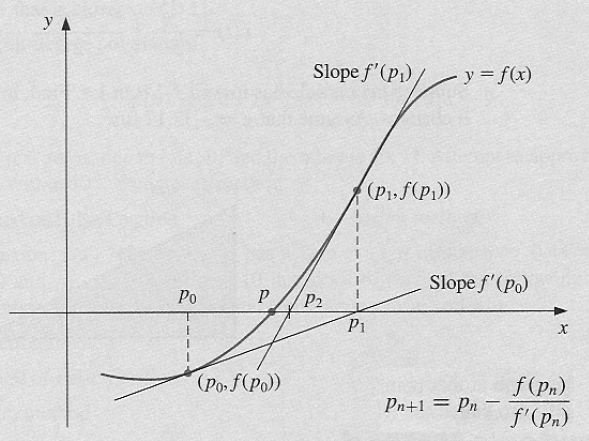 y
Slope f′(p₁)
y = f(x)
(p₁, f(p₁))
Slope f′(p₀)
p₀
p
p₂
p₁
x
(p₀, f(p₀))
pₙ₊₁ = pₙ − f(pₙ) / f′(pₙ)